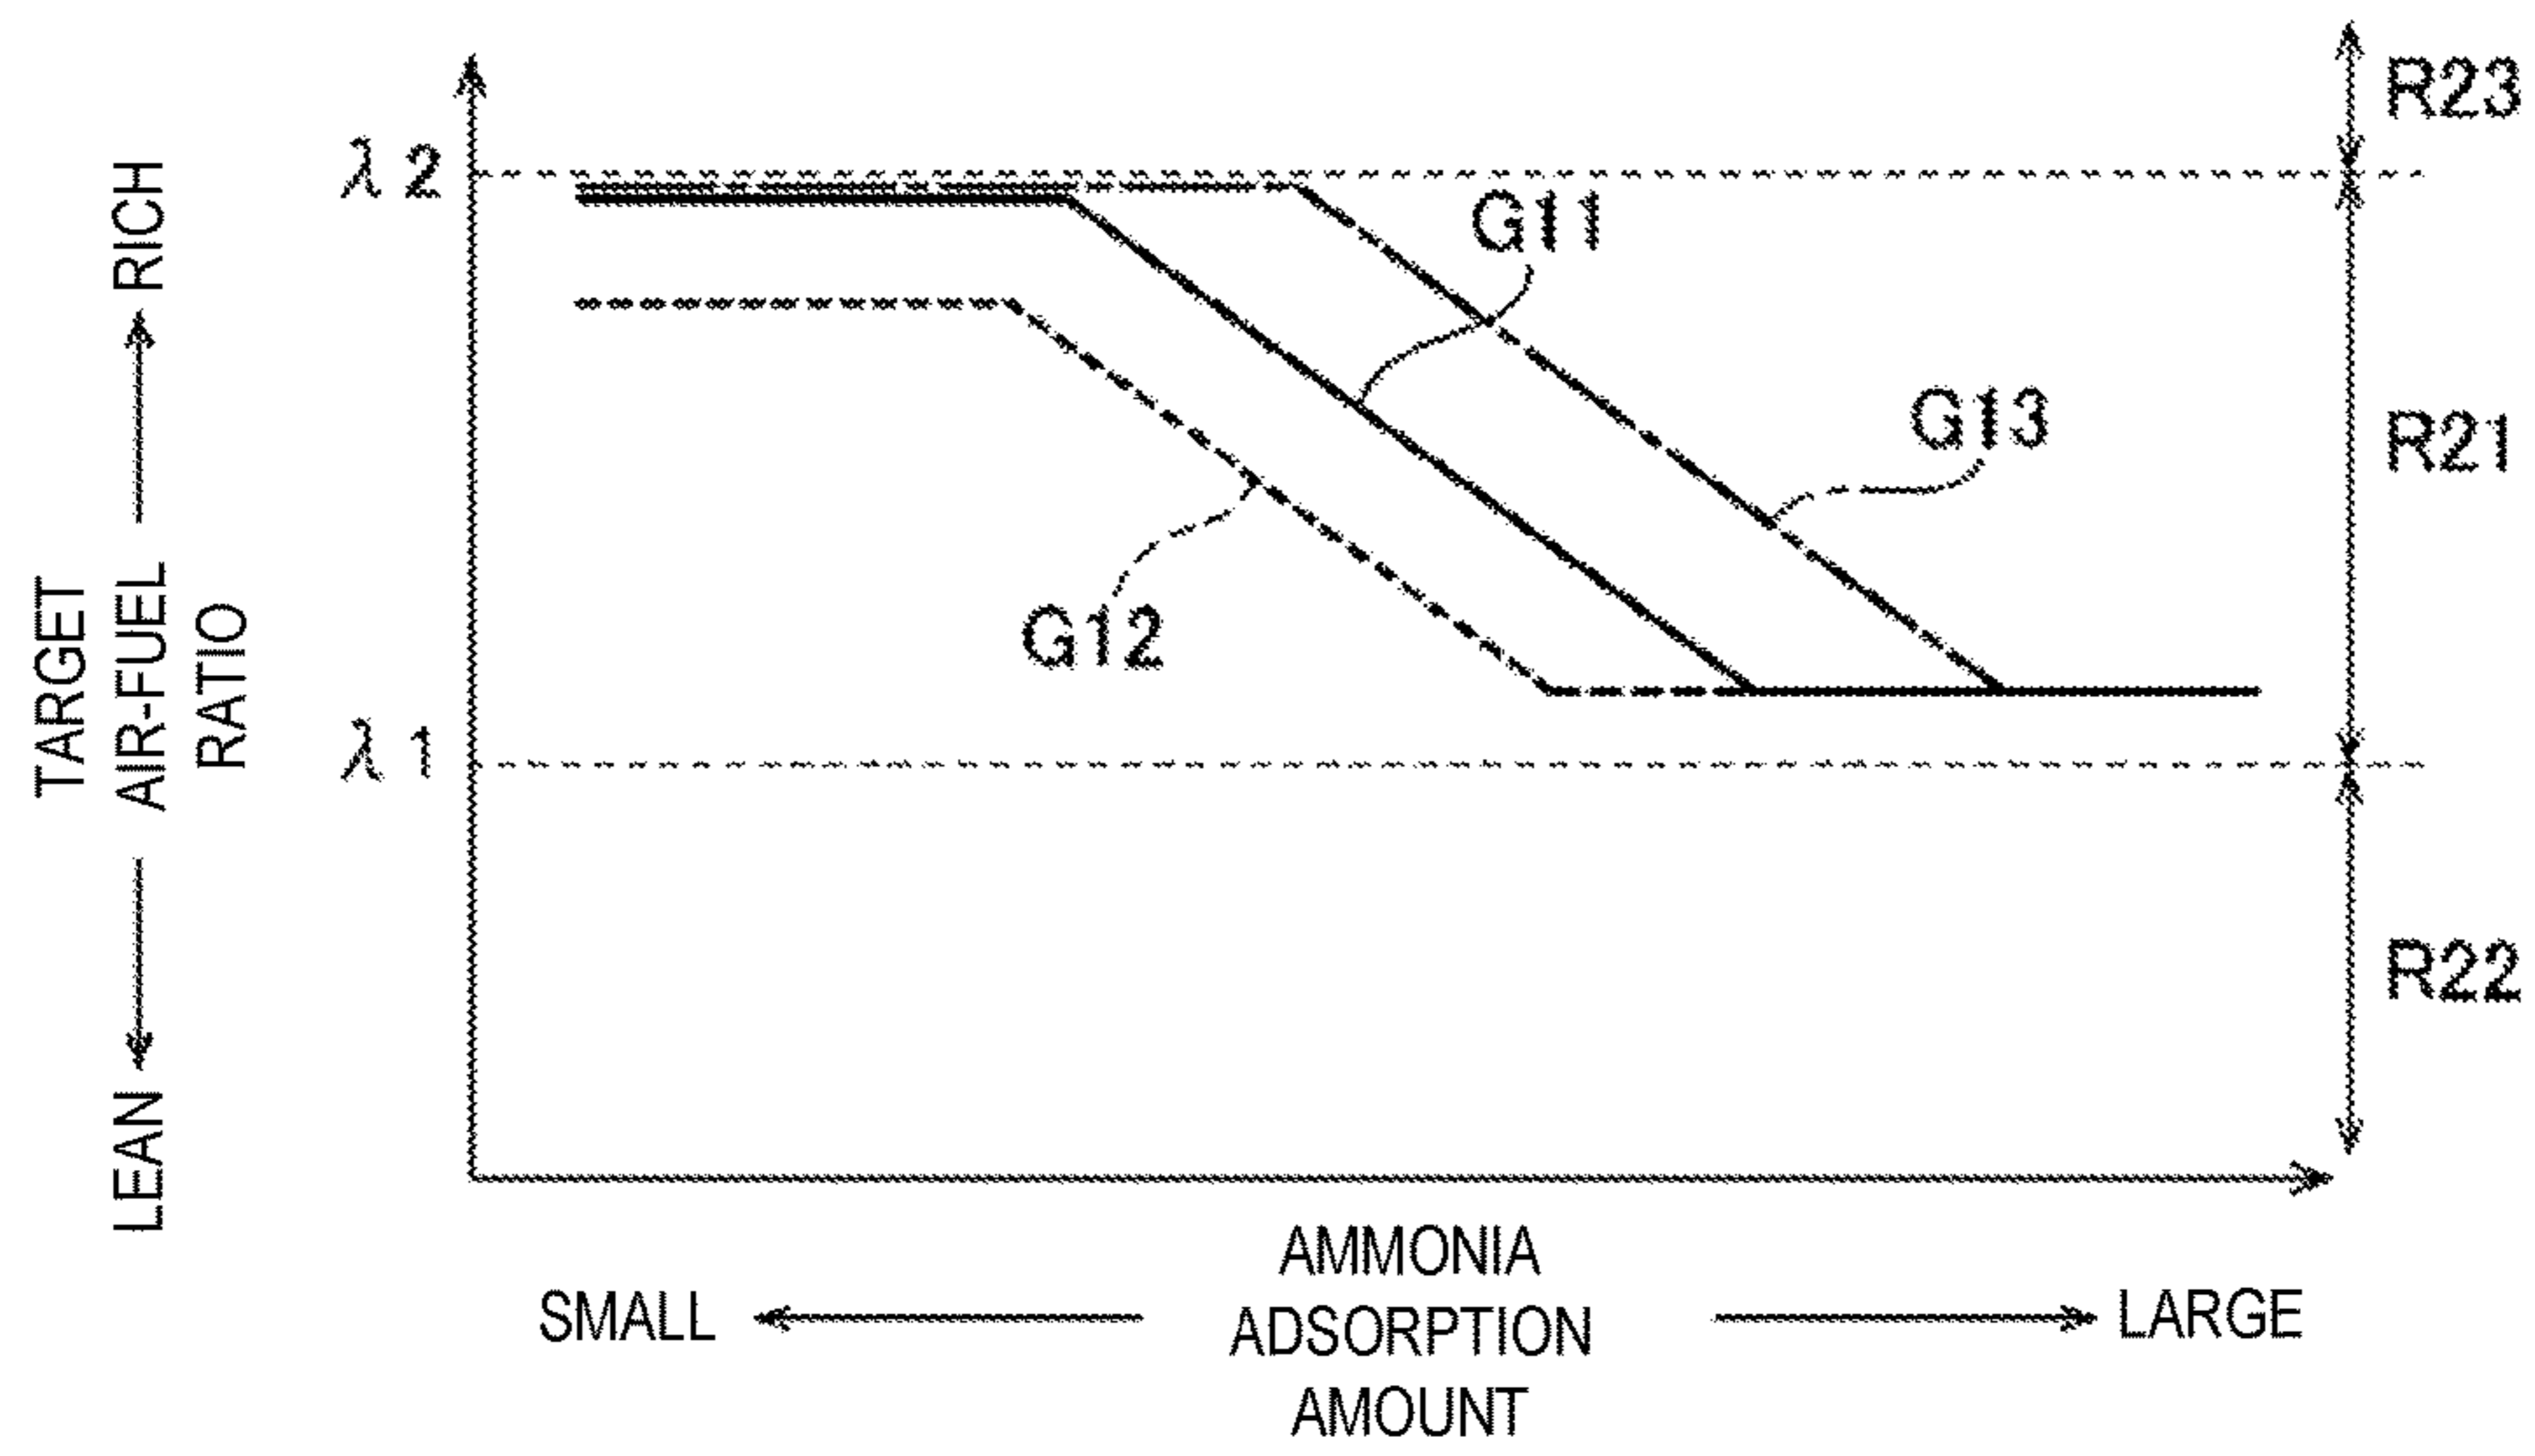 R23
λ2
RICH
G11
G13
R21
TARGET
AIR-FUEL
RATIO
G12
λ1
R22
LEAN
AMMONIA
ADSORPTION
AMOUNT
SMALL
LARGE